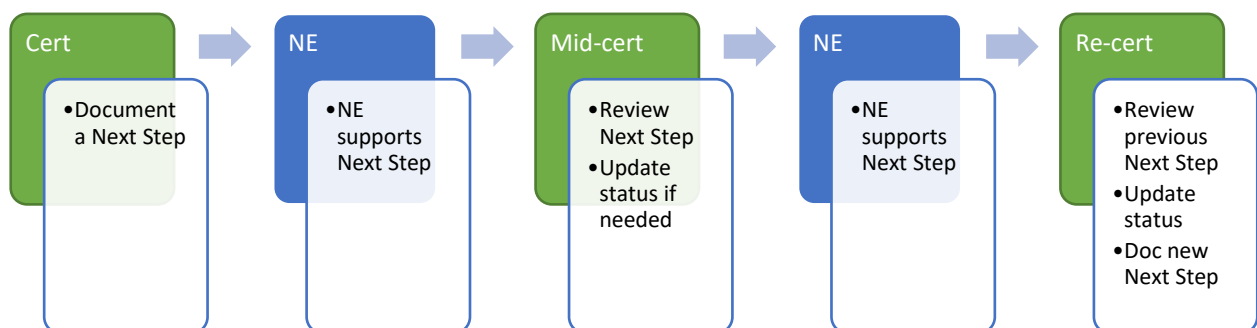 Cert
•Document
a Next Step
NE
•NE
supports
Next Step
Mid-cert
•Review
Next Step
•Update
status if
needed
NE
•NE
supports
Next Step
Re-cert
•Review
previous
Next Step
•Update
status
•Doc new
Next Step